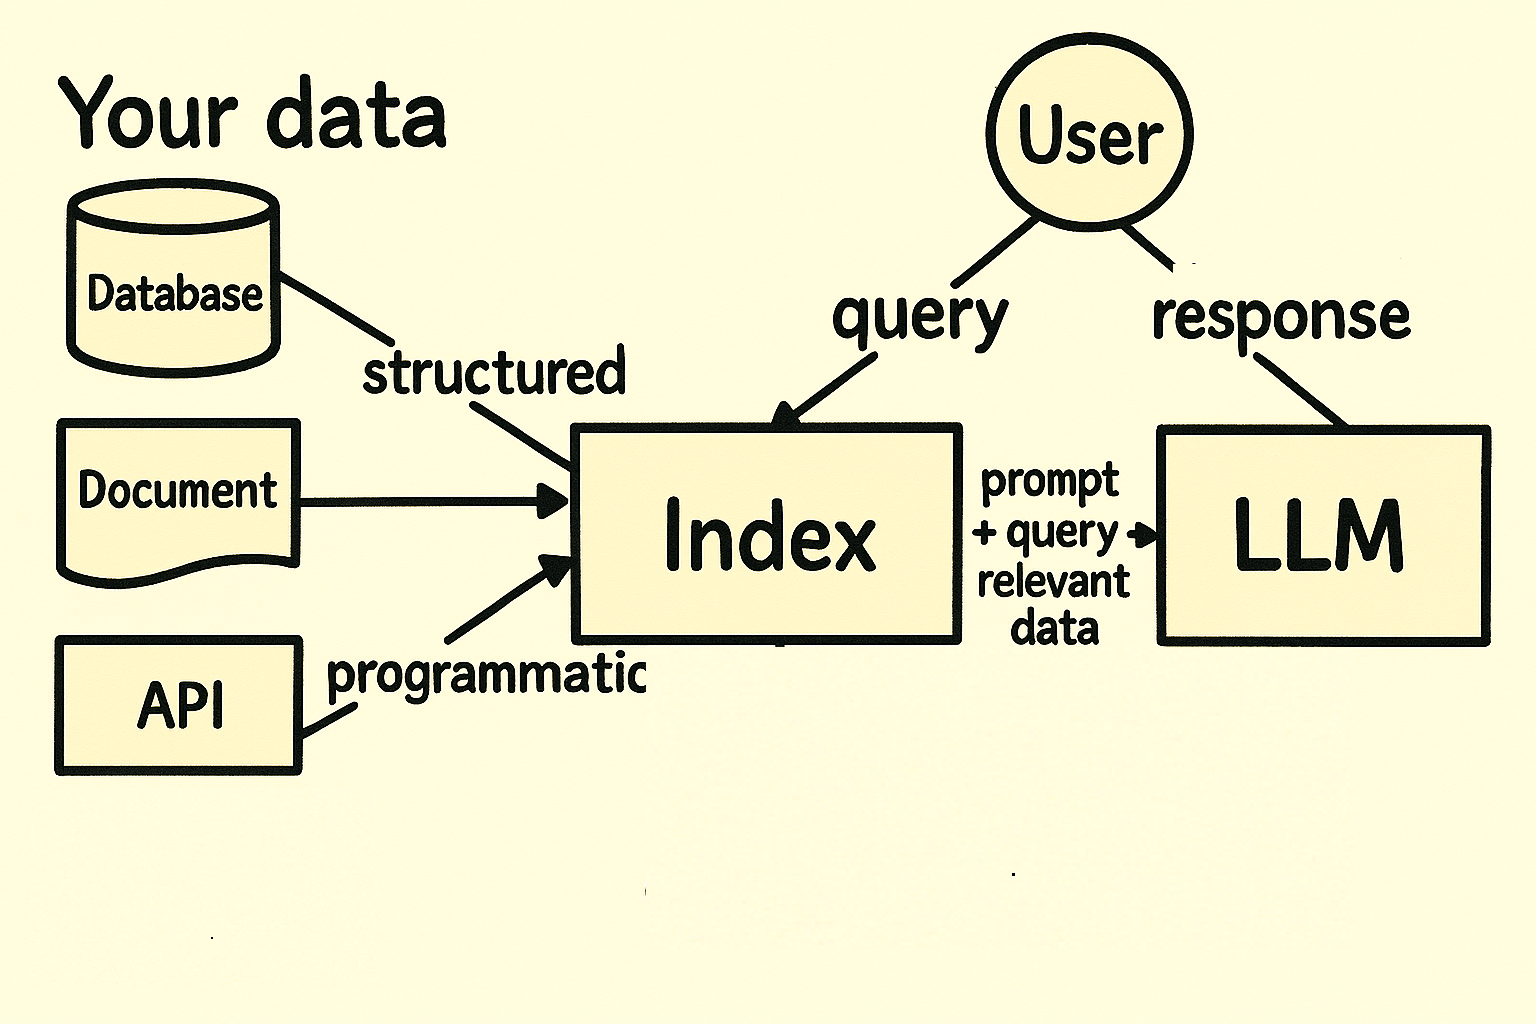 Your data
User
Database
query
response
structured
Document
Index
prompt
+ query
relevant
data
LLM
API
programmatic